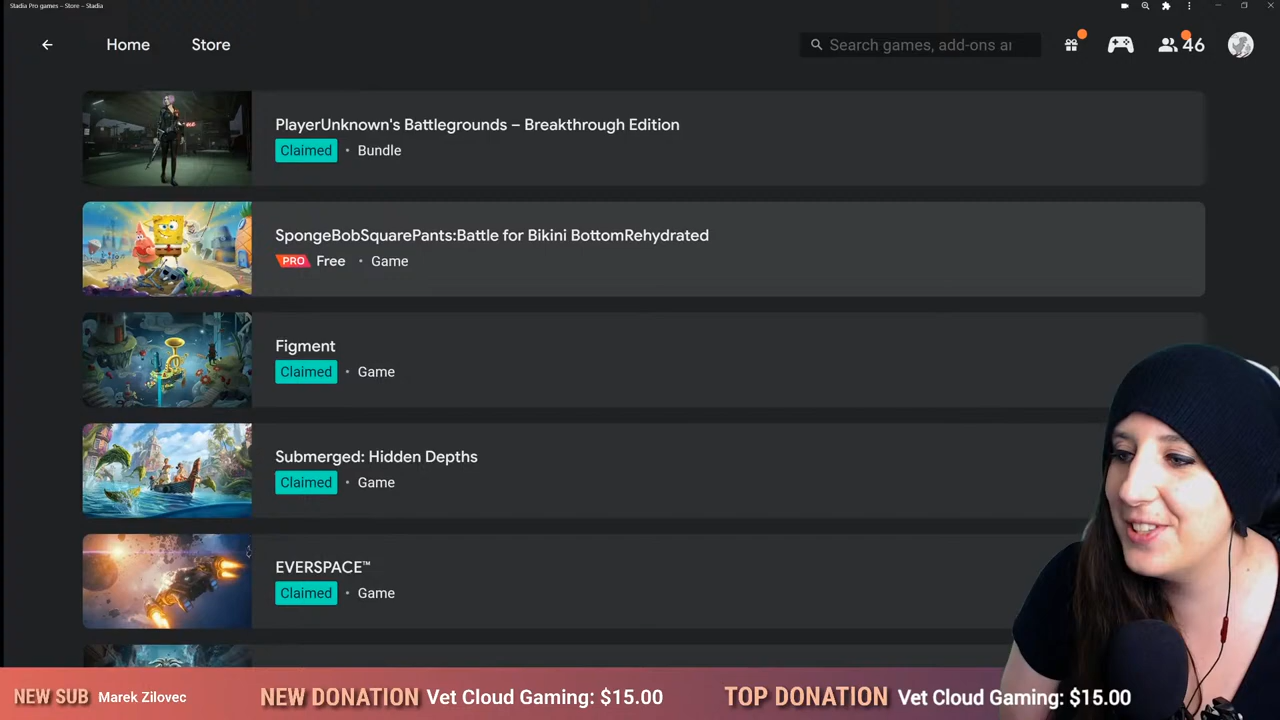 Stadia Pro games – Store – Stadia
Home
Store
Search games, add-ons ar
46
PlayerUnknown's Battlegrounds – Breakthrough Edition
Claimed • Bundle
SpongeBobSquarePants:Battle for Bikini BottomRehydrated
PRO Free • Game
Figment
Claimed • Game
Submerged: Hidden Depths
Claimed • Game
EVERSPACE™
Claimed • Game
NEW SUB Marek Zilovec
NEW DONATION Vet Cloud Gaming: $15.00
TOP DONATION Vet Cloud Gaming: $15.00